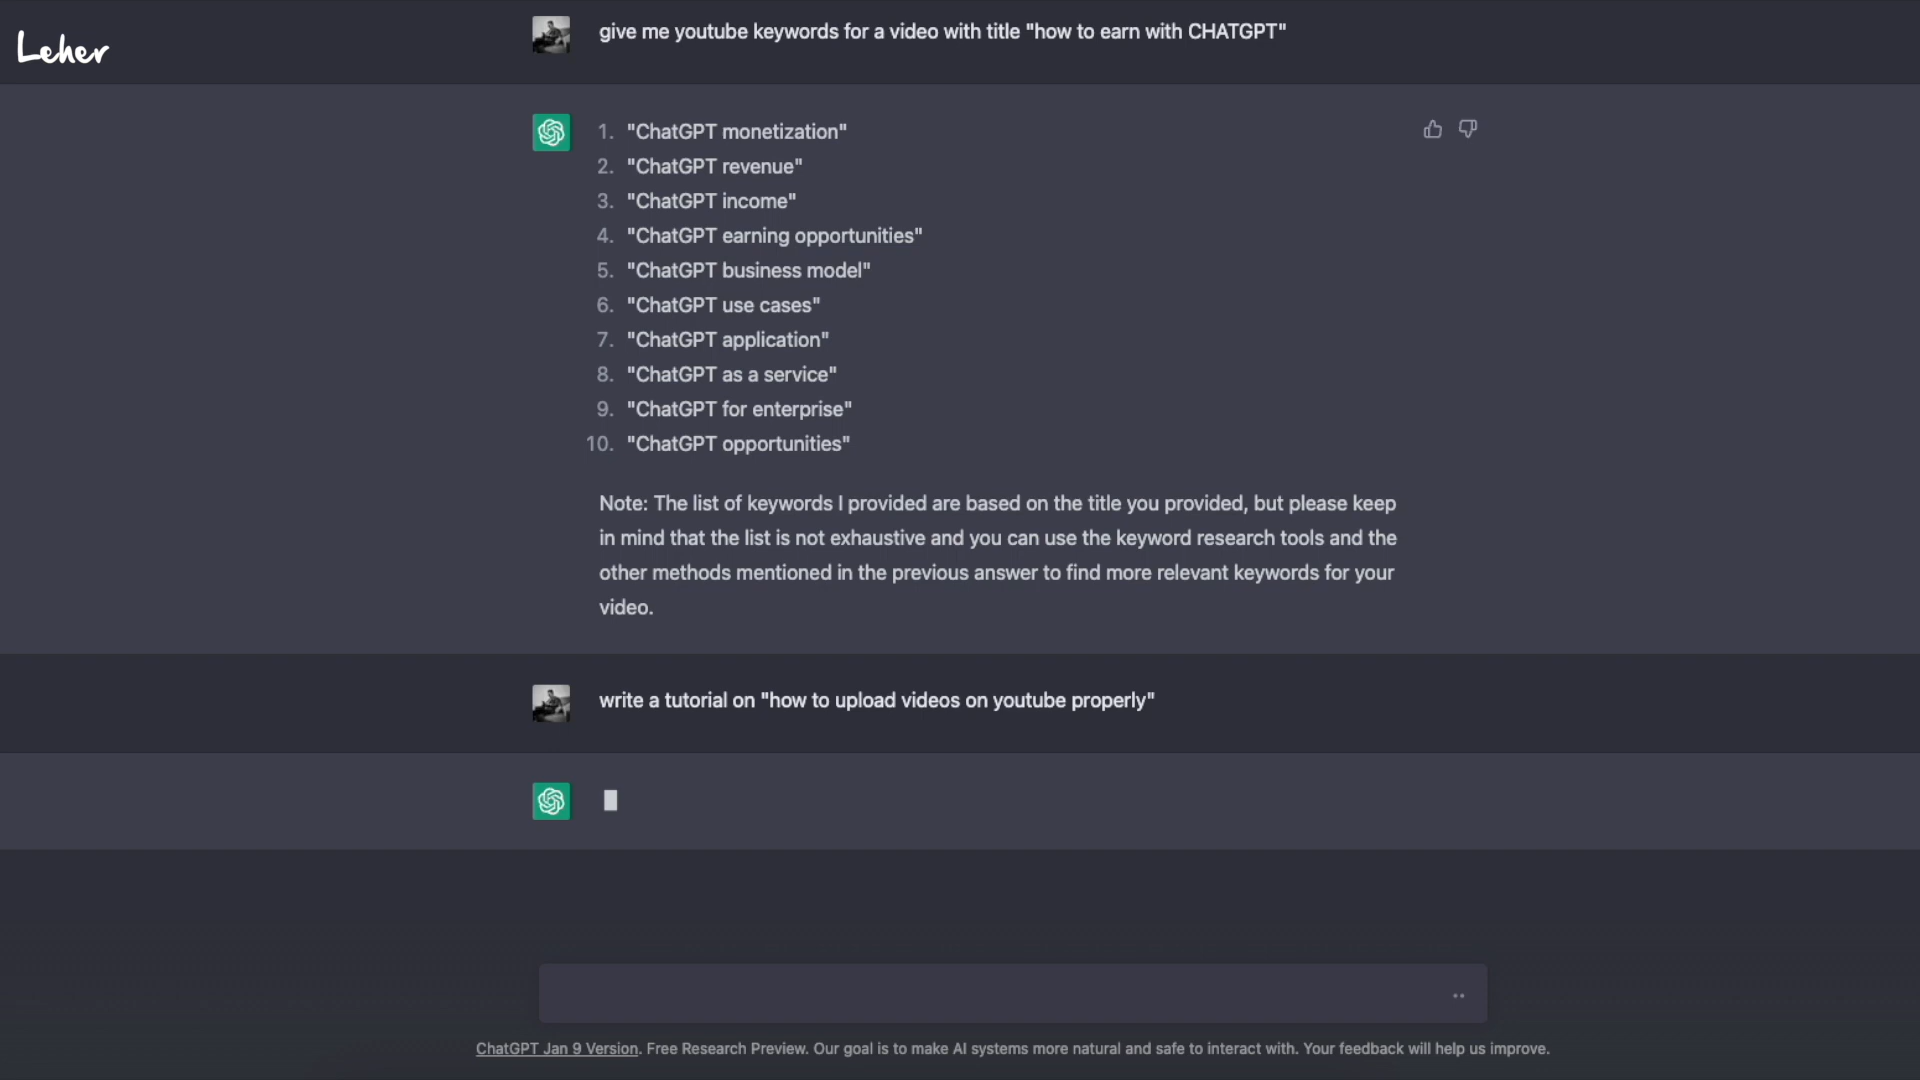 Leher
give me youtube keywords for a video with title "how to earn with CHATGPT"
1. "ChatGPT monetization"
2. "ChatGPT revenue"
3. "ChatGPT income"
4. "ChatGPT earning opportunities"
5. "ChatGPT business model"
6. "ChatGPT use cases"
7. "ChatGPT application"
8. "ChatGPT as a service"
9. "ChatGPT for enterprise"
10. "ChatGPT opportunities"
Note: The list of keywords I provided are based on the title you provided, but please keep
in mind that the list is not exhaustive and you can use the keyword research tools and the
other methods mentioned in the previous answer to find more relevant keywords for your
video.
write a tutorial on "how to upload videos on youtube properly"
ChatGPT Jan 9 Version. Free Research Preview. Our goal is to make AI systems more natural and safe to interact with. Your feedback will help us improve.